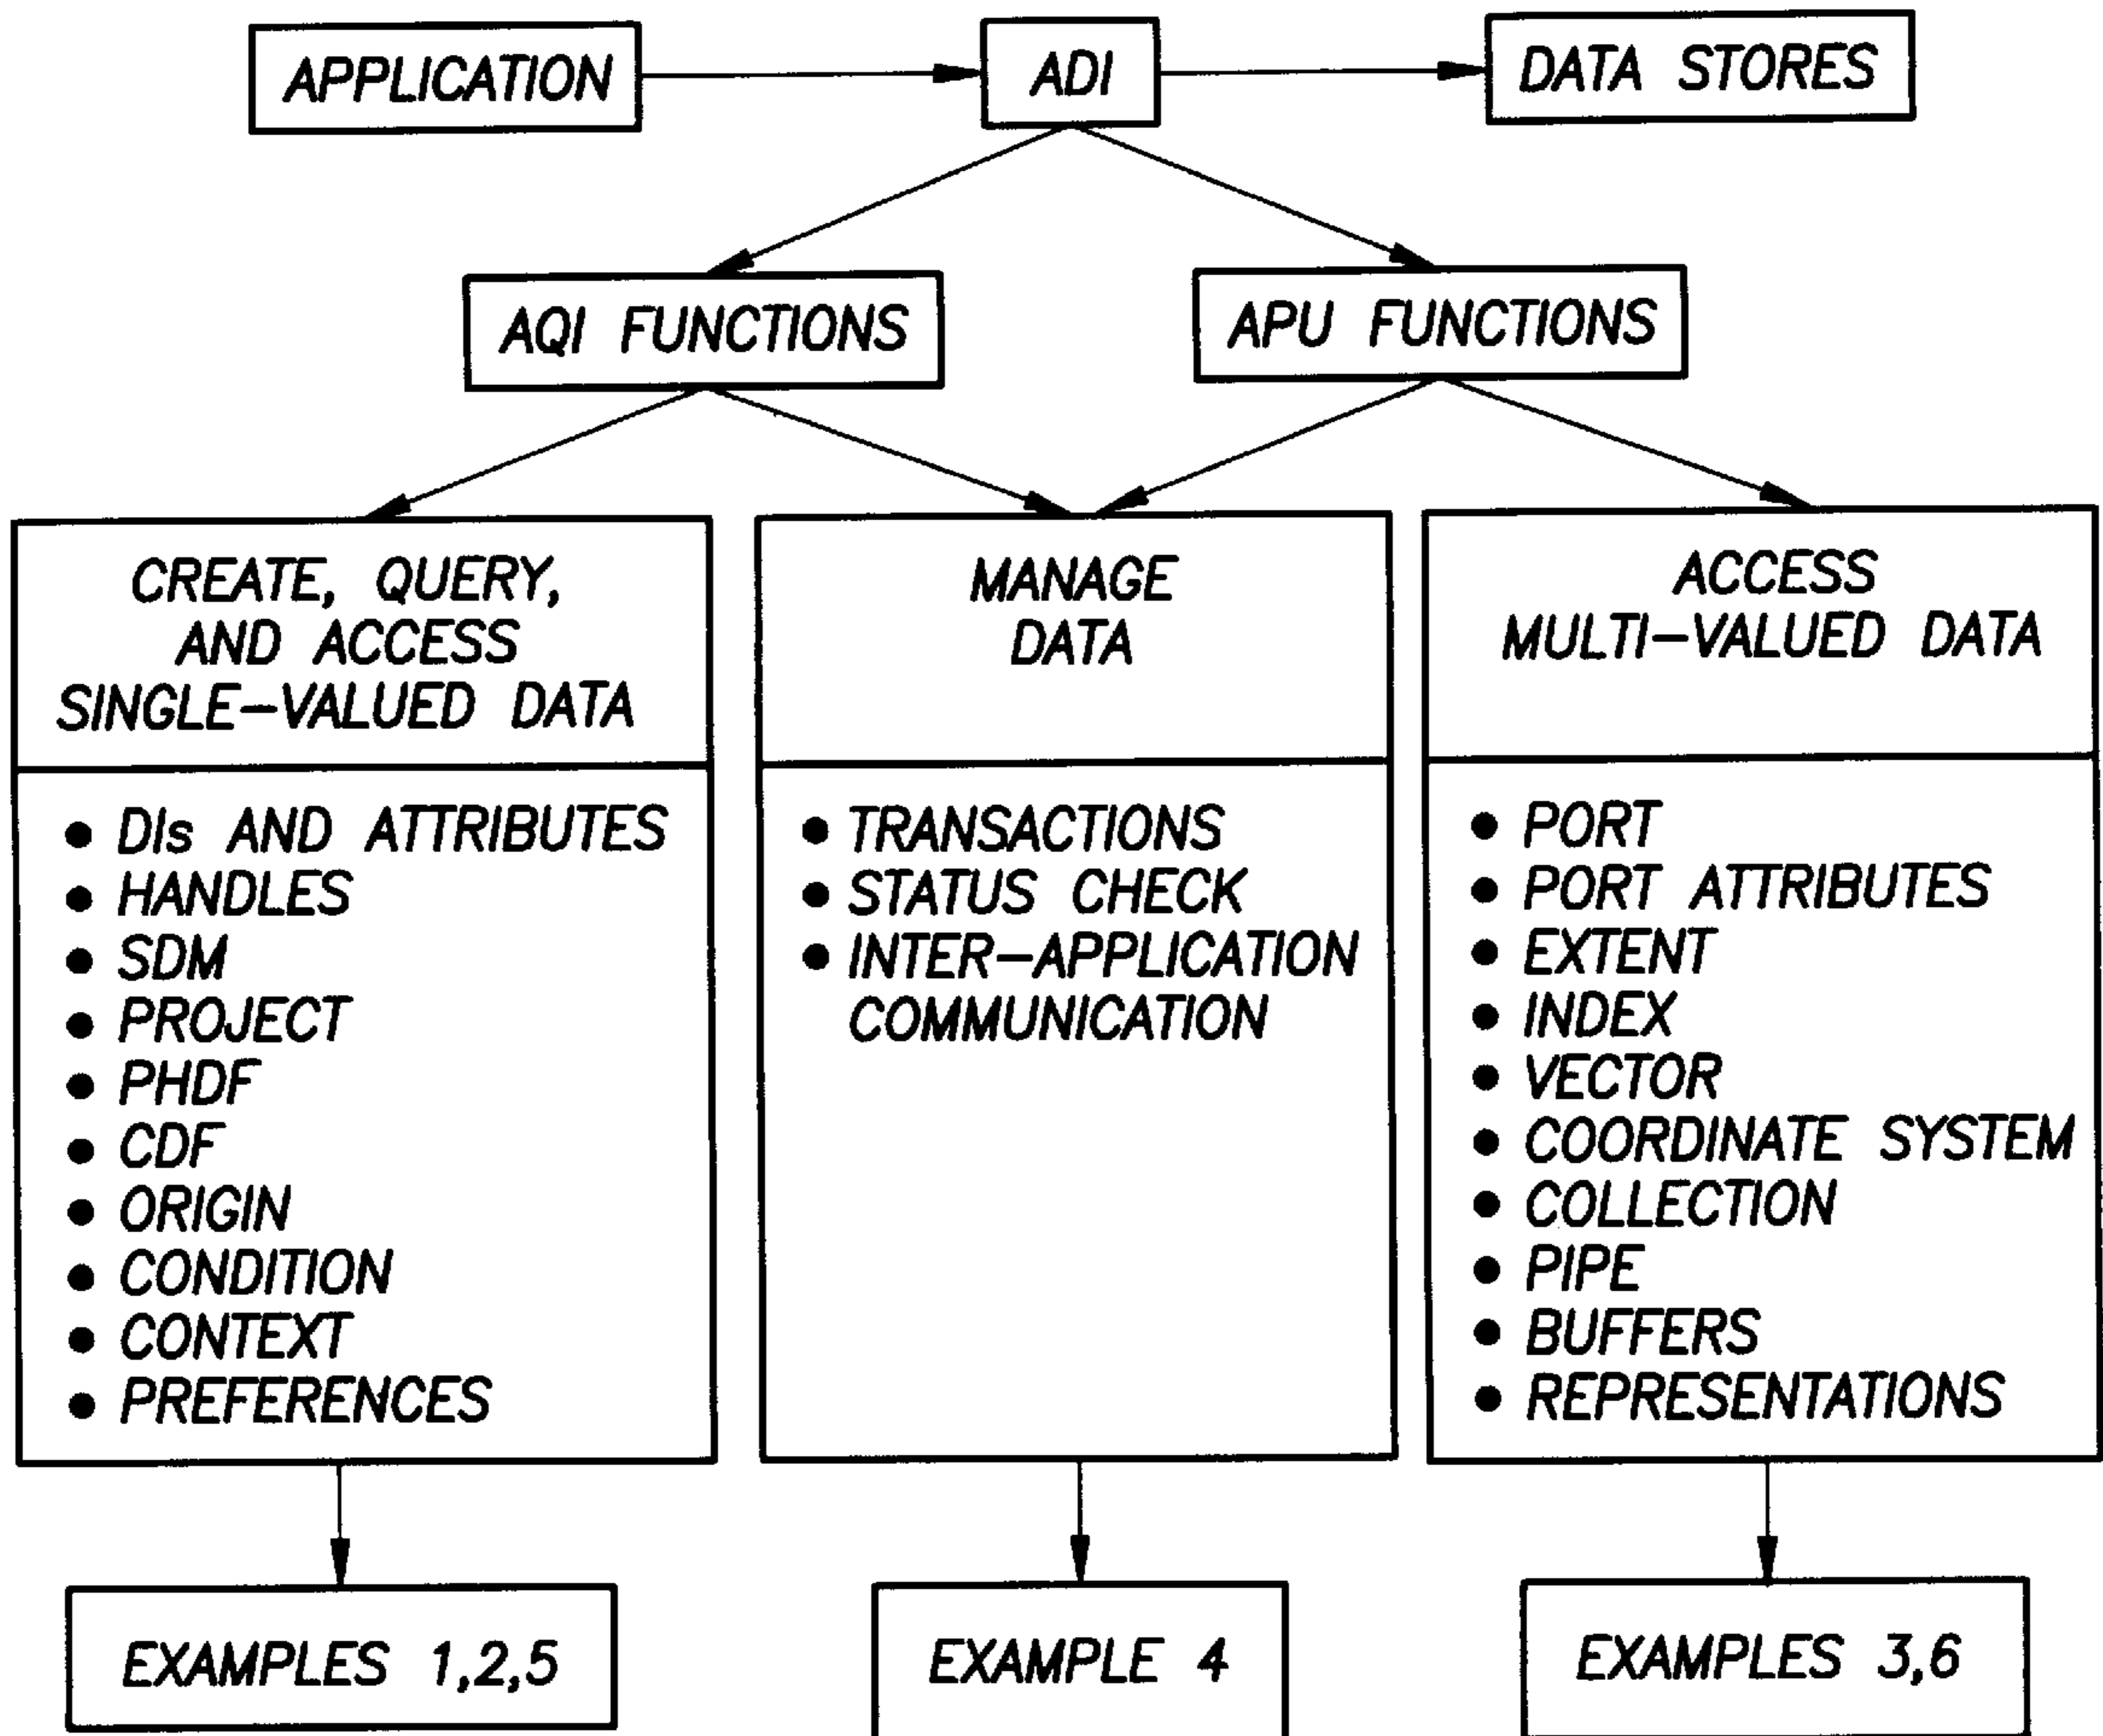 APPLICATION
ADI
DATA STORES
AQI FUNCTIONS
APU FUNCTIONS
CREATE, QUERY,
AND ACCESS
SINGLE-VALUED DATA
• DIs AND ATTRIBUTES
• HANDLES
• SDM
• PROJECT
• PHDF
• CDF
• ORIGIN
• CONDITION
• CONTEXT
• PREFERENCES
MANAGE
DATA
• TRANSACTIONS
• STATUS CHECK
• INTER-APPLICATION
COMMUNICATION
ACCESS
MULTI-VALUED DATA
• PORT
• PORT ATTRIBUTES
• EXTENT
• INDEX
• VECTOR
• COORDINATE SYSTEM
• COLLECTION
• PIPE
• BUFFERS
• REPRESENTATIONS
EXAMPLES 1,2,5
EXAMPLE 4
EXAMPLES 3,6